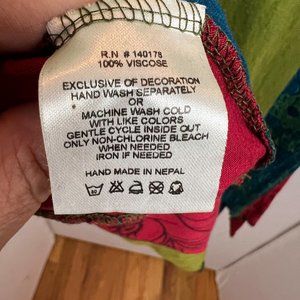 R.N # 140178
100% VISCOSE
EXCLUSIVE OF DECORATION
HAND WASH SEPARATELY
OR
MACHINE WASH COLD
WITH LIKE COLORS
GENTLE CYCLE INSIDE OUT
ONLY NON-CHLORINE BLEACH
WHEN NEEDED
IRON IF NEEDED
HAND MADE IN NEPAL